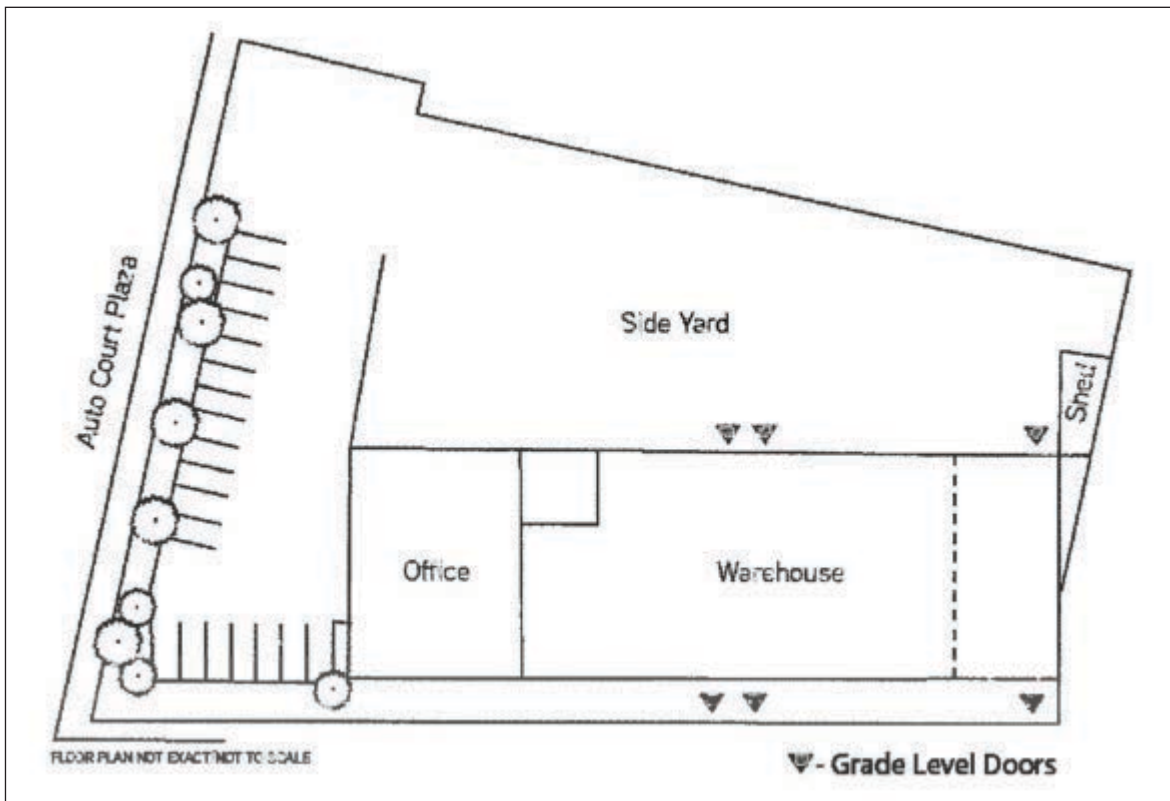 Auto Court Plaza
Side Yard
Shed
Office
Warehouse
FLOOR PLAN NOT EXACT/NOT TO SCALE
- Grade Level Doors